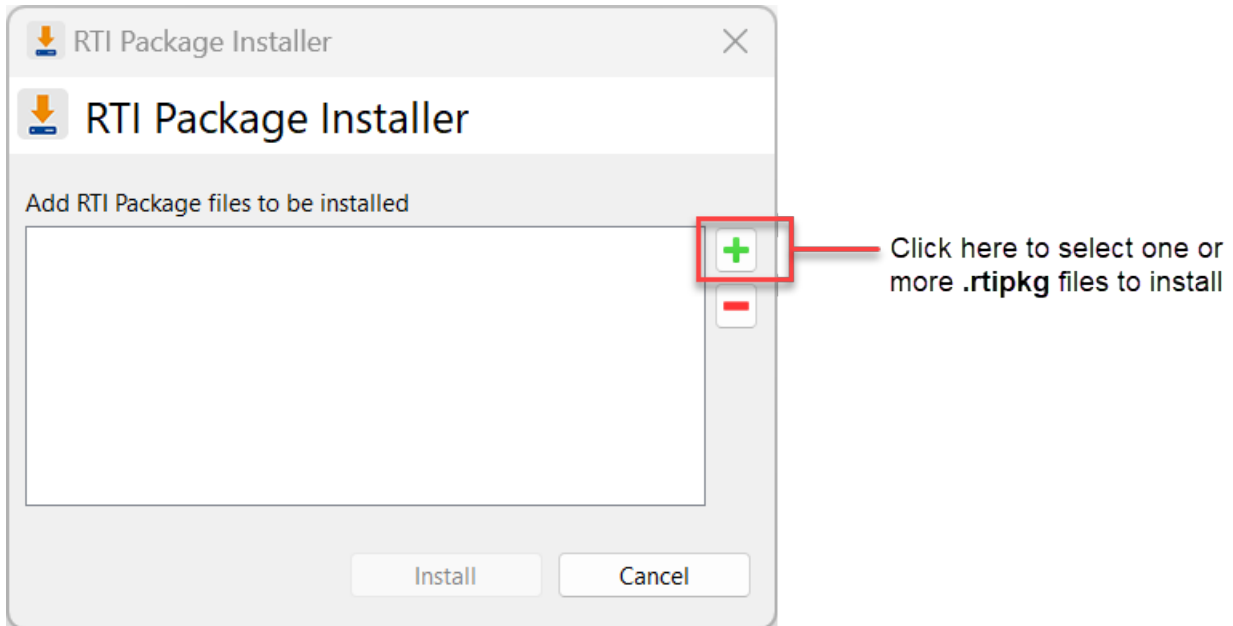 RTI Package Installer
RTI Package Installer
Add RTI Package files to be installed
Click here to select one or
more .rtipkg files to install
Install
Cancel